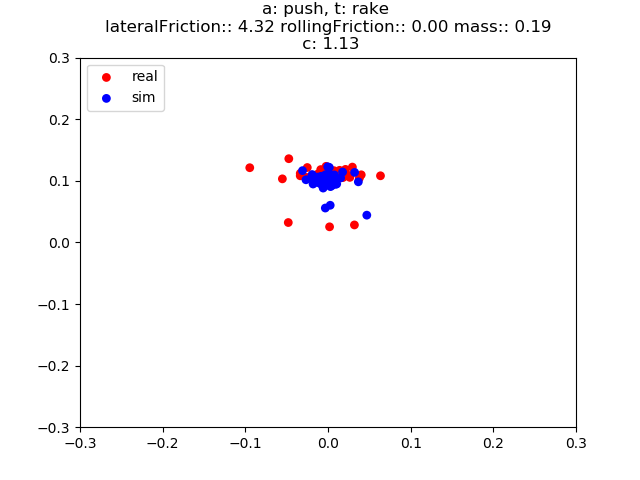 a: push, t: rake
lateralFriction:: 4.32 rollingFriction:: 0.00 mass:: 0.19
c: 1.13
real
sim
0.3
0.2
0.1
0.0
−0.1
−0.2
−0.3
−0.3
−0.2
−0.1
0.0
0.1
0.2
0.3